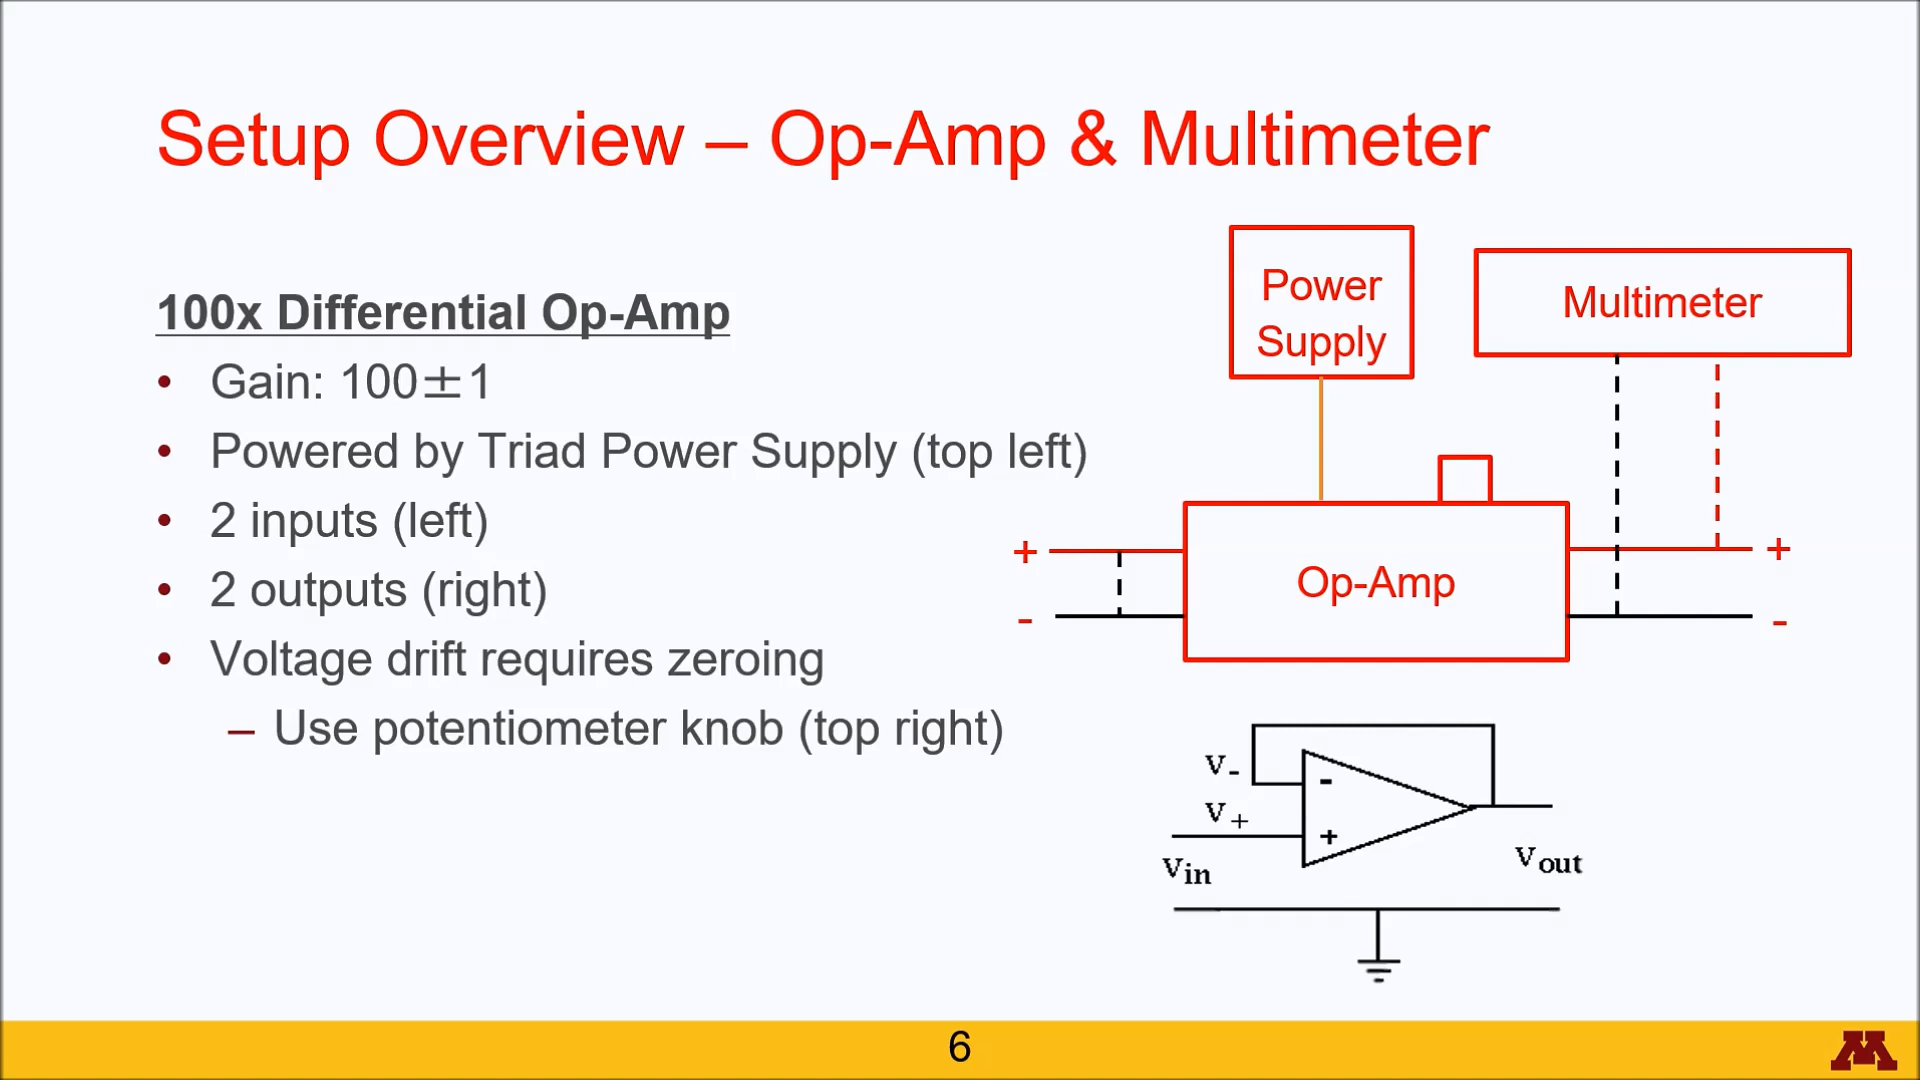 Setup Overview – Op-Amp & Multimeter
100x Differential Op-Amp
• Gain: 100±1
• Powered by Triad Power Supply (top left)
• 2 inputs (left)
• 2 outputs (right)
• Voltage drift requires zeroing
– Use potentiometer knob (top right)
Power
Supply
Multimeter
+
-
Op-Amp
+
-
v-
v+
vin
-
+
vout
6
M